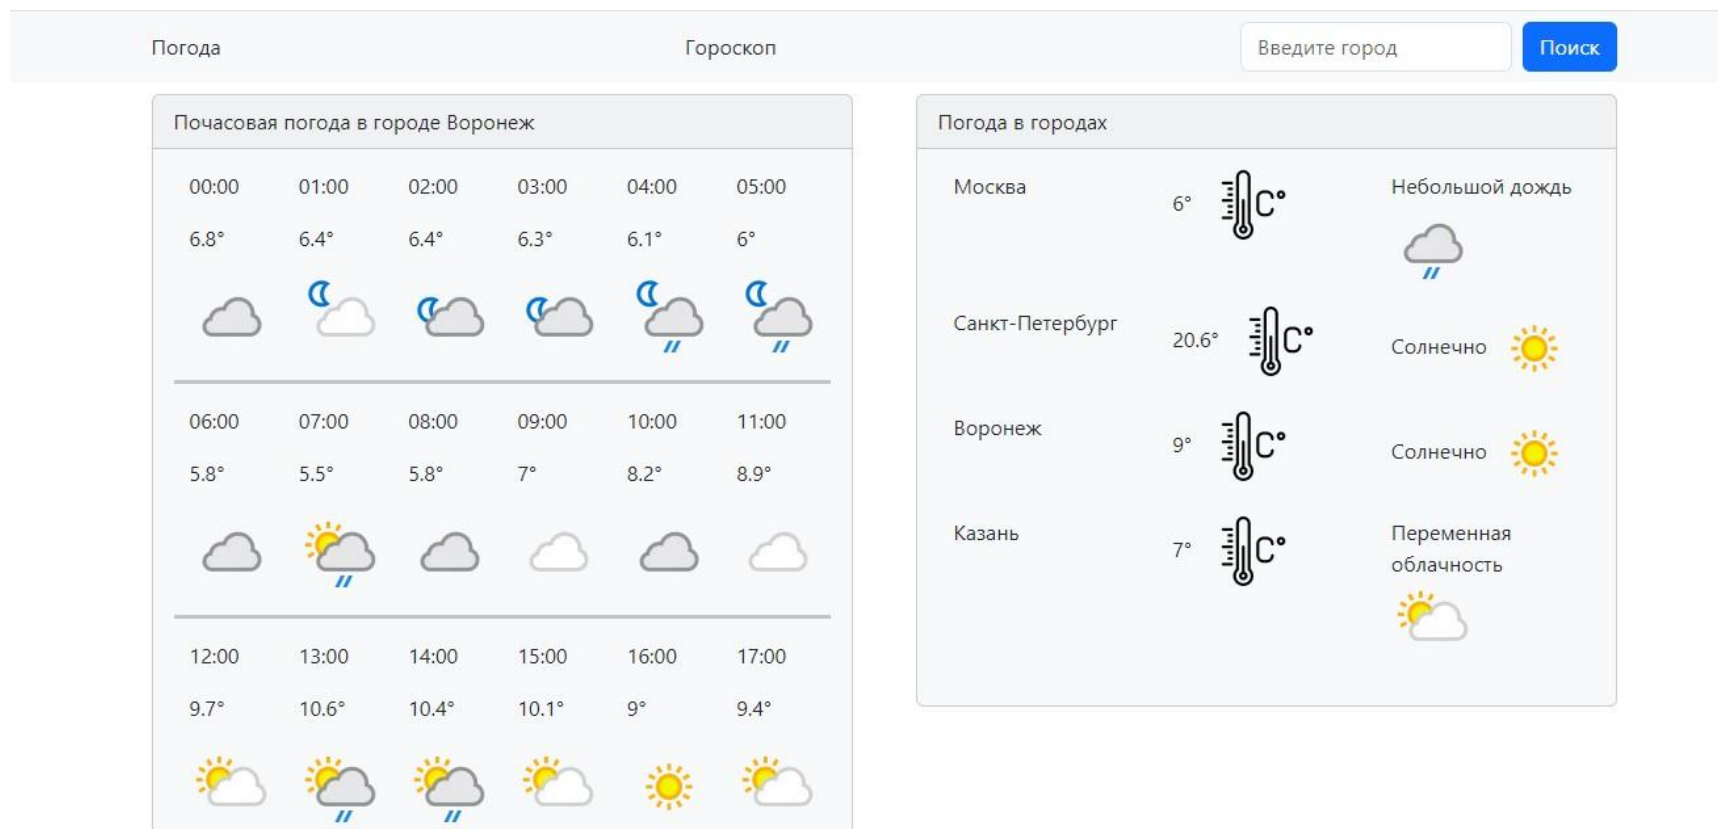 Погода Гороскоп Введите город Поиск
Почасовая погода в городе Воронеж
00:00 01:00 02:00 03:00 04:00 05:00
6.8° 6.4° 6.4° 6.3° 6.1° 6°
06:00 07:00 08:00 09:00 10:00 11:00
5.8° 5.5° 5.8° 7° 8.2° 8.9°
12:00 13:00 14:00 15:00 16:00 17:00
9.7° 10.6° 10.4° 10.1° 9° 9.4°
Погода в городах
Москва 6° C° Небольшой дождь
Санкт-Петербург 20.6° C° Солнечно
Воронеж 9° C° Солнечно
Казань 7° C° Переменная
облачность